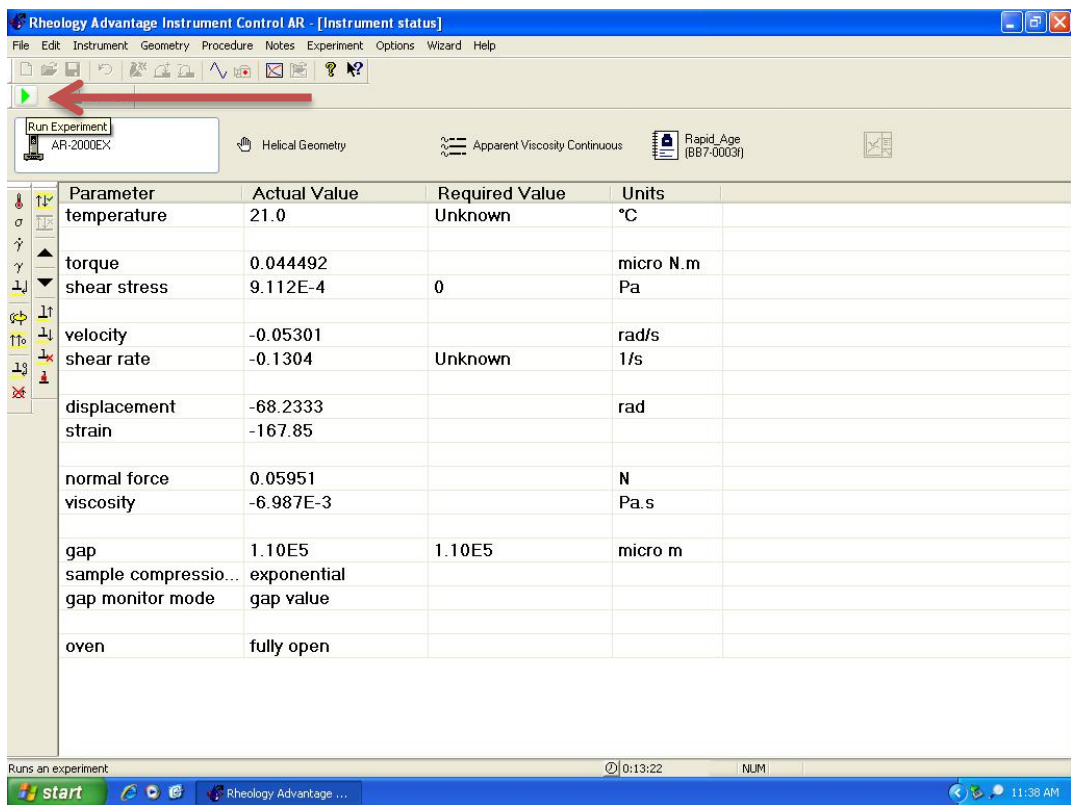 Rheology Advantage Instrument Control AR - [Instrument status]
File Edit Instrument Geometry Procedure Notes Experiment Options Wizard Help
Run Experiment
AR-2000EX
Helical Geometry
Apparent Viscosity Continuous
Rapid_Age
(BB7-0003f)
Parameter Actual Value Required Value Units
temperature 21.0 Unknown °C
torque 0.044492 micro N.m
shear stress 9.112E-4 0 Pa
velocity -0.05301 rad/s
shear rate -0.1304 Unknown 1/s
displacement -68.2333 rad
strain -167.85
normal force 0.05951 N
viscosity -6.987E-3 Pa.s
gap 1.10E5 1.10E5 micro m
sample compressio... exponential
gap monitor mode gap value
oven fully open
Runs an experiment 0:13:22 NUM
start Rheology Advantage ... 11:38 AM